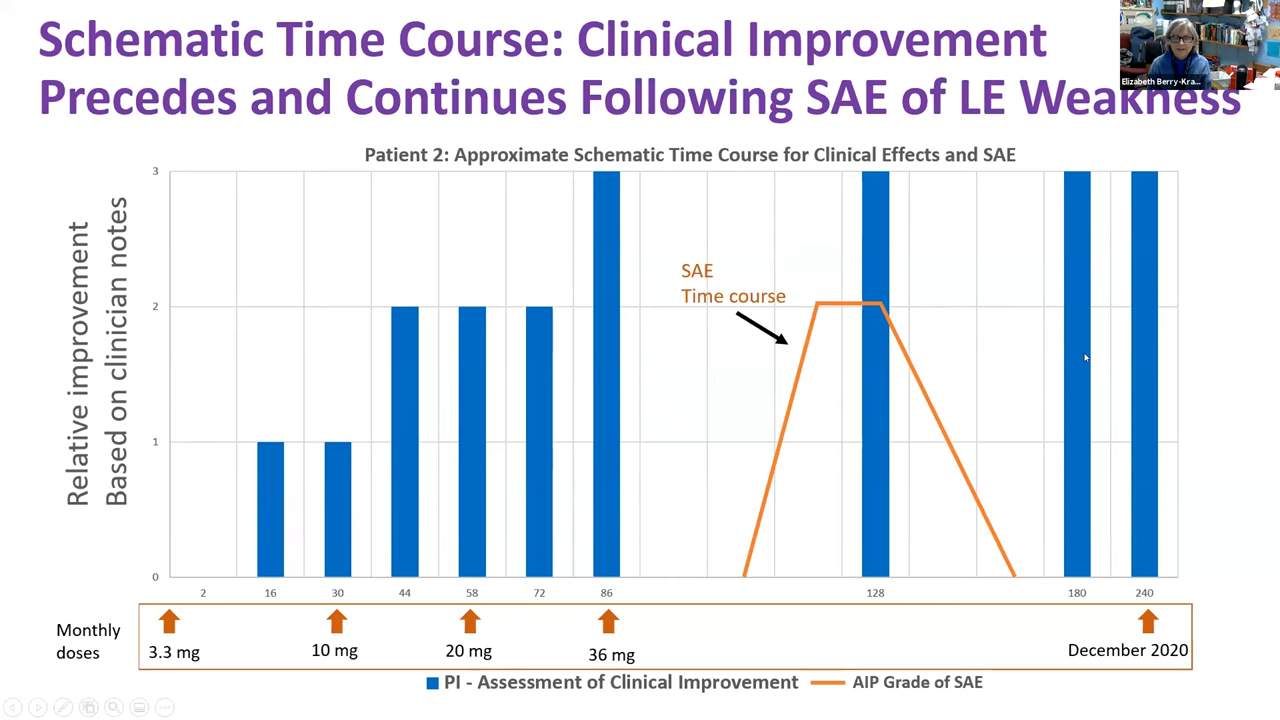 Schematic Time Course: Clinical Improvement
Precedes and Continues Following SAE of LE Weakness
Elizabeth Berry-Kra...
Patient 2: Approximate Schematic Time Course for Clinical Effects and SAE
Relative improvement
Based on clinician notes
3
2
1
0
SAE
Time course
2 16 30 44 58 72 86 128 180 240
Monthly
doses
3.3 mg 10 mg 20 mg 36 mg December 2020
PI - Assessment of Clinical Improvement AIP Grade of SAE